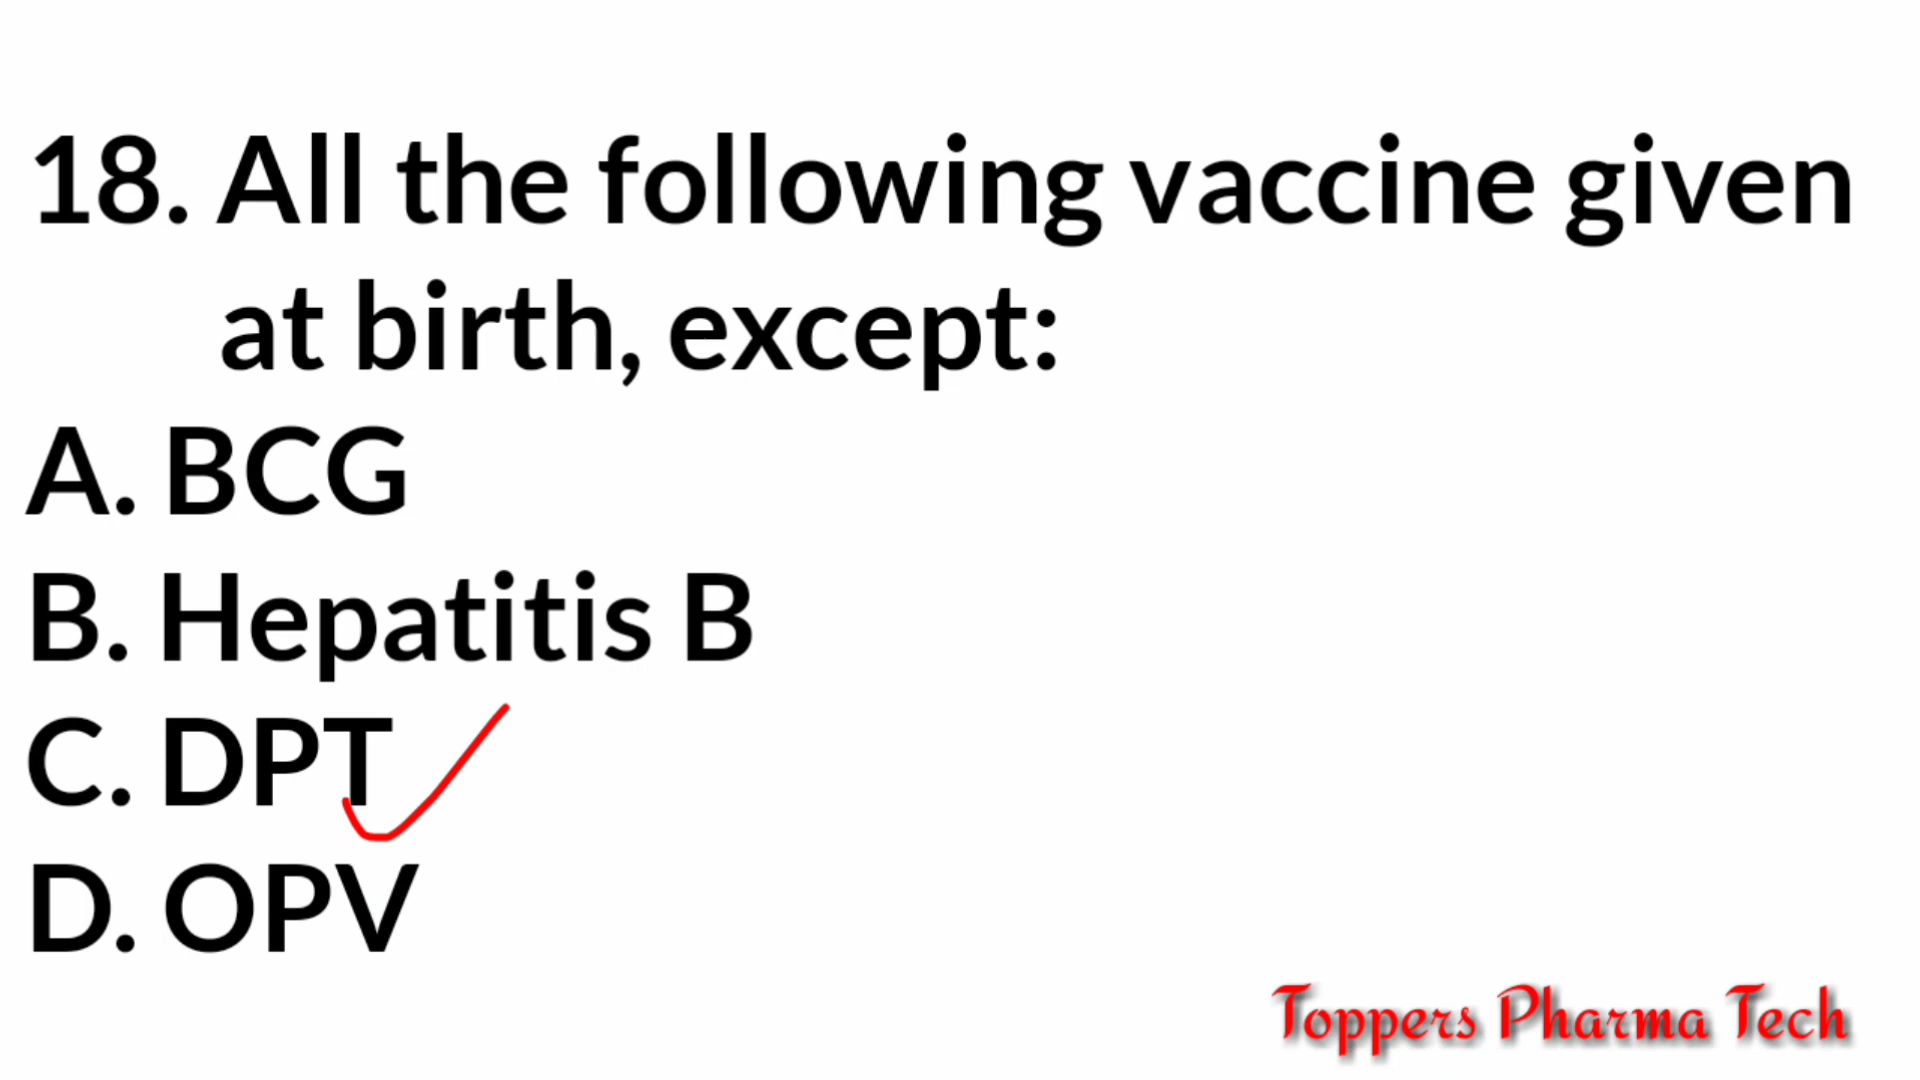 18. All the following vaccine given
at birth, except:
A. BCG
B. Hepatitis B
C. DPT
D. OPV
Toppers Pharma Tech